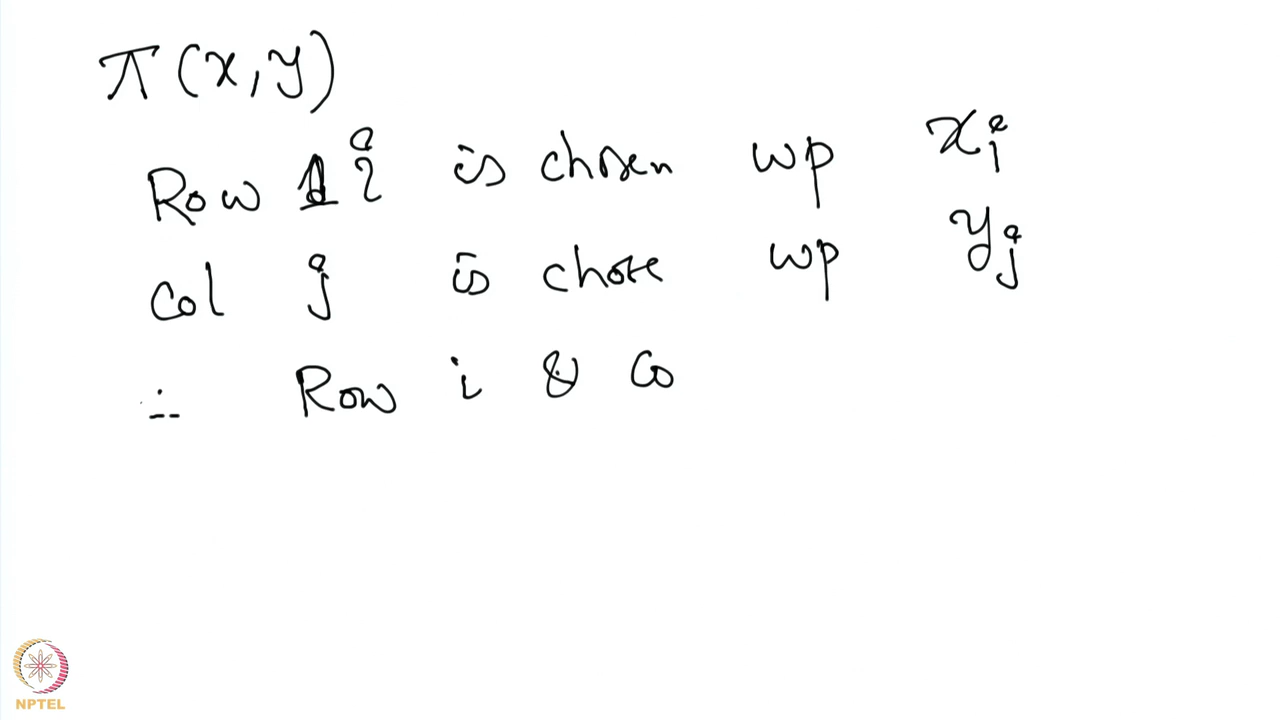 π(x,y)
Row i is chosen wp xi
Col j is chose wp yj
∴ Row i & Co
NPTEL